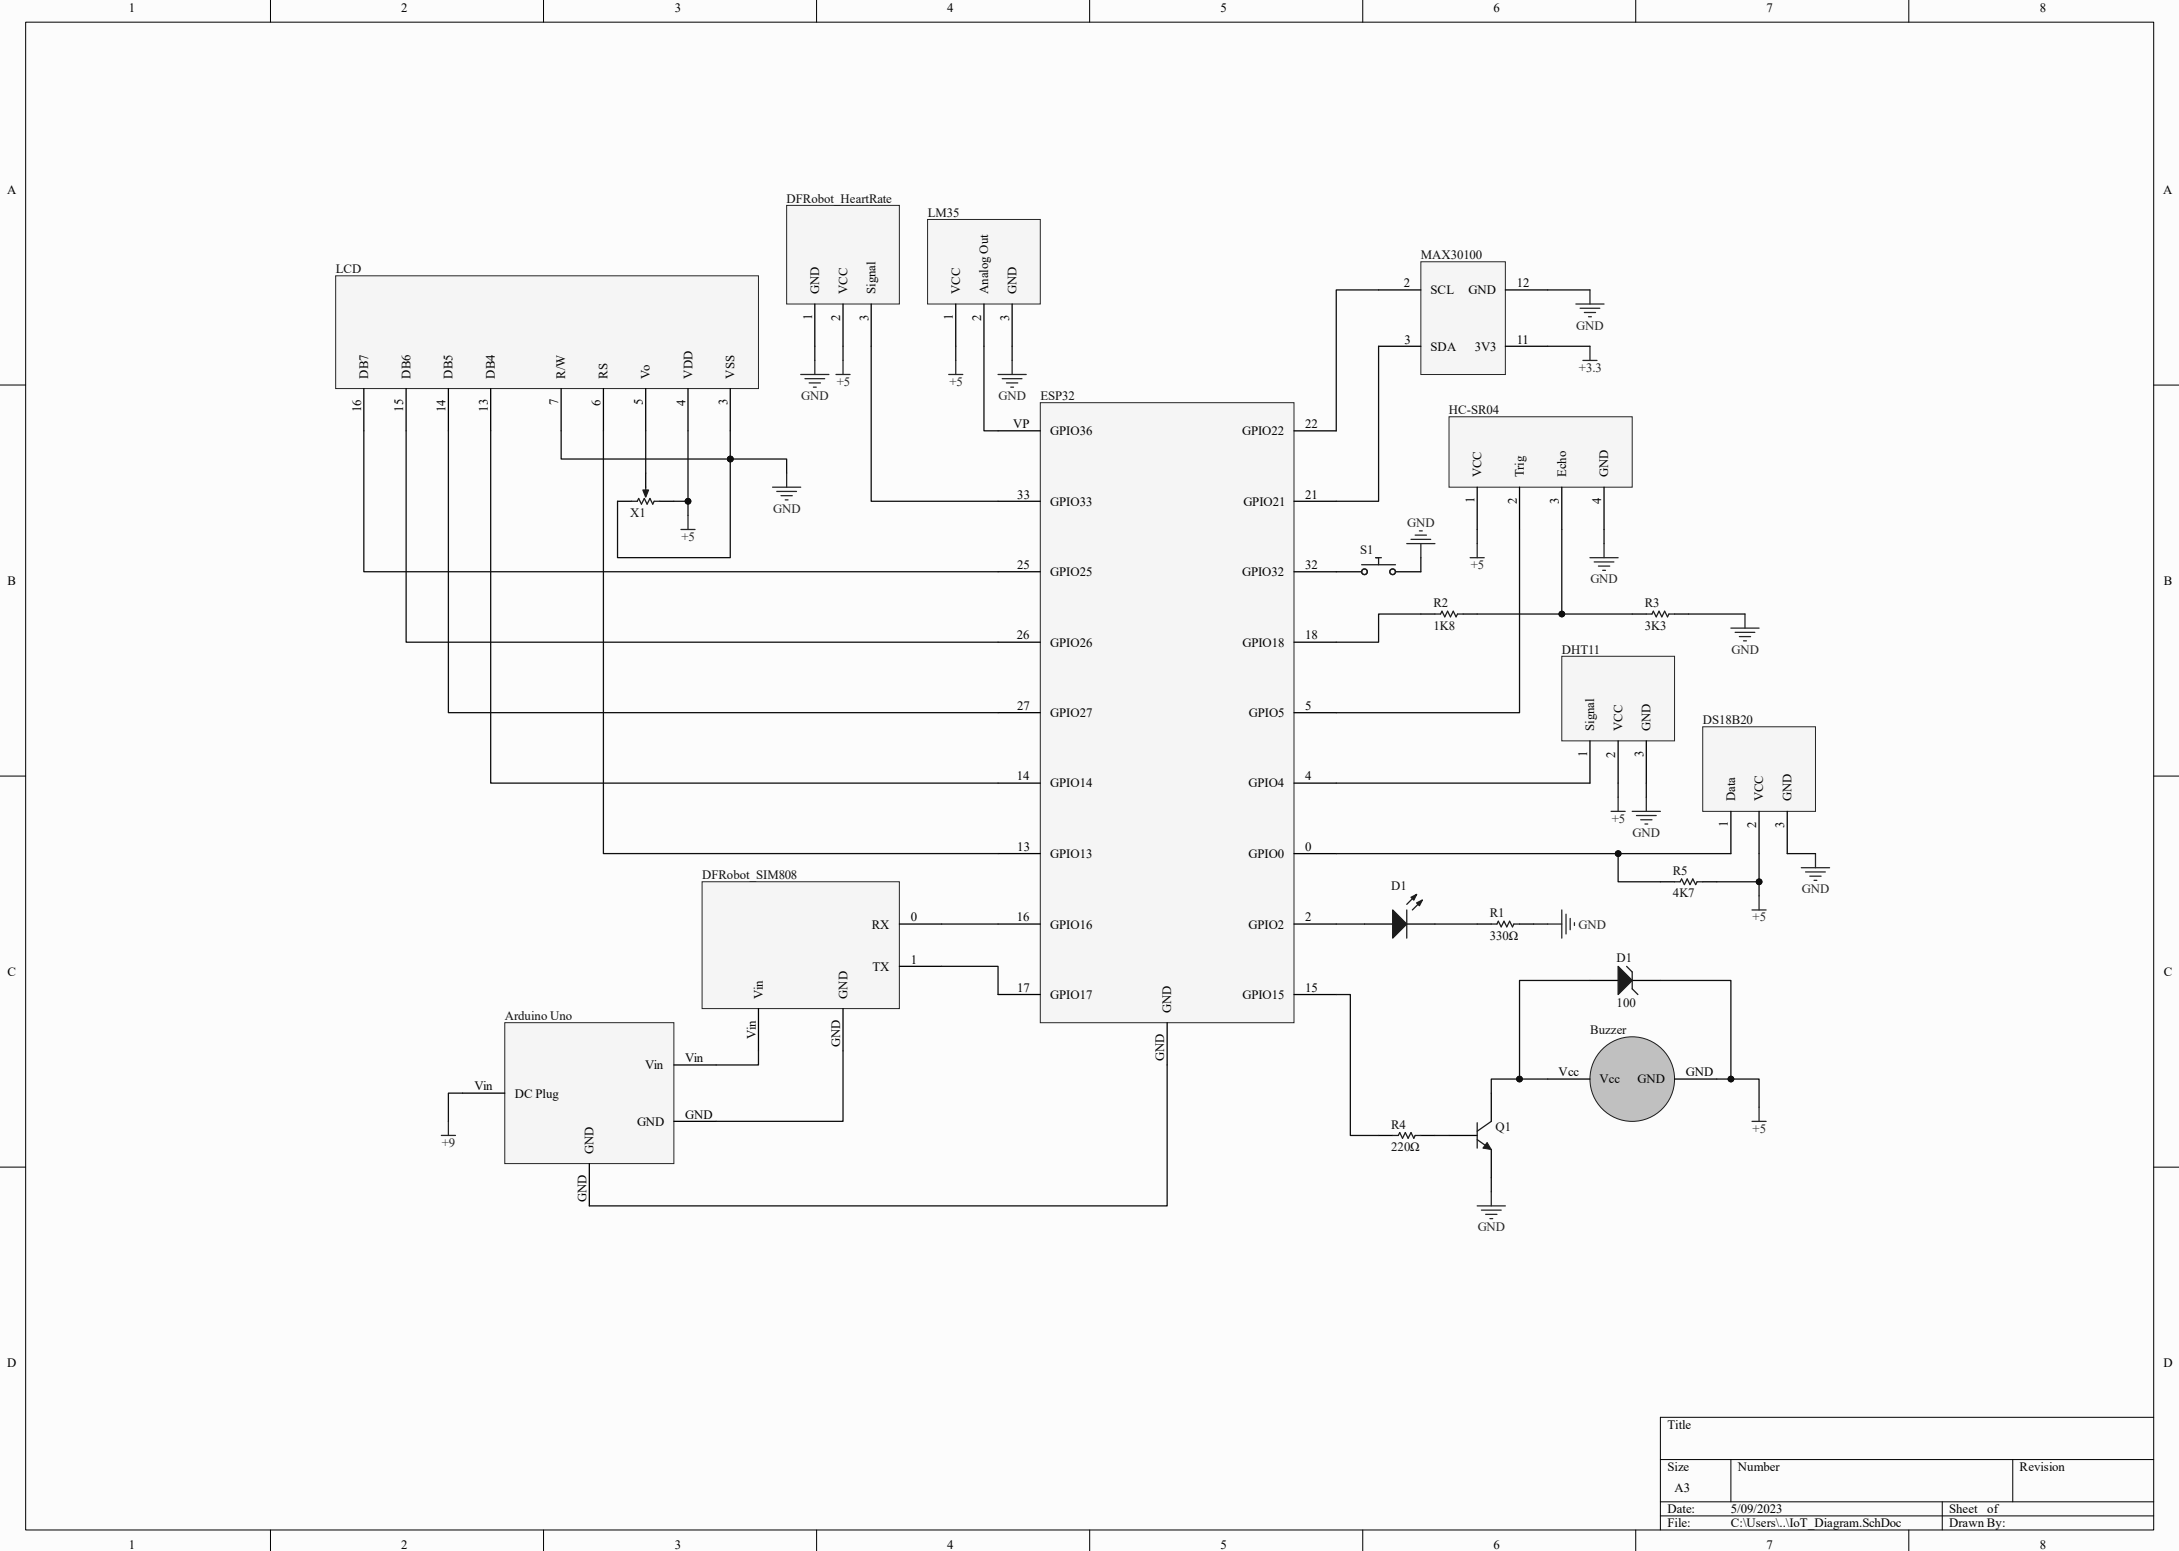 1 2 3 4 5 6 7 8
A A
DFRobot_HeartRate
GND VCC Signal
1 2 3
GND +5
LM35
VCC Analog Out GND
1 2 3
+5 GND
MAX30100
2 SCL GND 12
GND
3 SDA 3V3 11
+3.3
LCD
DB7 DB6 DB5 DB4 R/W RS Vo VDD VSS
16 15 14 13 7 6 5 4 3
GND
X1
+5
ESP32
VP GPIO36 GPIO22 22
33 GPIO33 GPIO21 21
25 GPIO25 GPIO32 32
26 GPIO26 GPIO18 18
27 GPIO27 GPIO5 5
14 GPIO14 GPIO4 4
13 GPIO13 GPIO0 0
16 GPIO16 GPIO2 2
17 GPIO17 GPIO15 15
GND
GND
HC-SR04
VCC Trig Echo GND
1 2 3 4
+5 GND
S1
GND
B B
R2
1K8
R3
3K3
GND
DHT11
Signal VCC GND
1 2 3
+5 GND
DS18B20
Data VCC GND
1 2 3
GND
R5
4K7
+5
D1
R1
330Ω
GND
C C
DFRobot_SIM808
RX 0
TX 1
Vin GND
Vin GND
Arduino Uno
Vin Vin
Vin DC Plug
+9
GND GND
GND
GND
D1
100
Buzzer
Vcc Vcc GND GND
+5
R4
220Ω
Q1
GND
D D
Title
Size Number Revision
A3
Date: 5/09/2023 Sheet of
File: C:\Users\..\IoT_Diagram.SchDoc Drawn By:
1 2 3 4 5 6 7 8